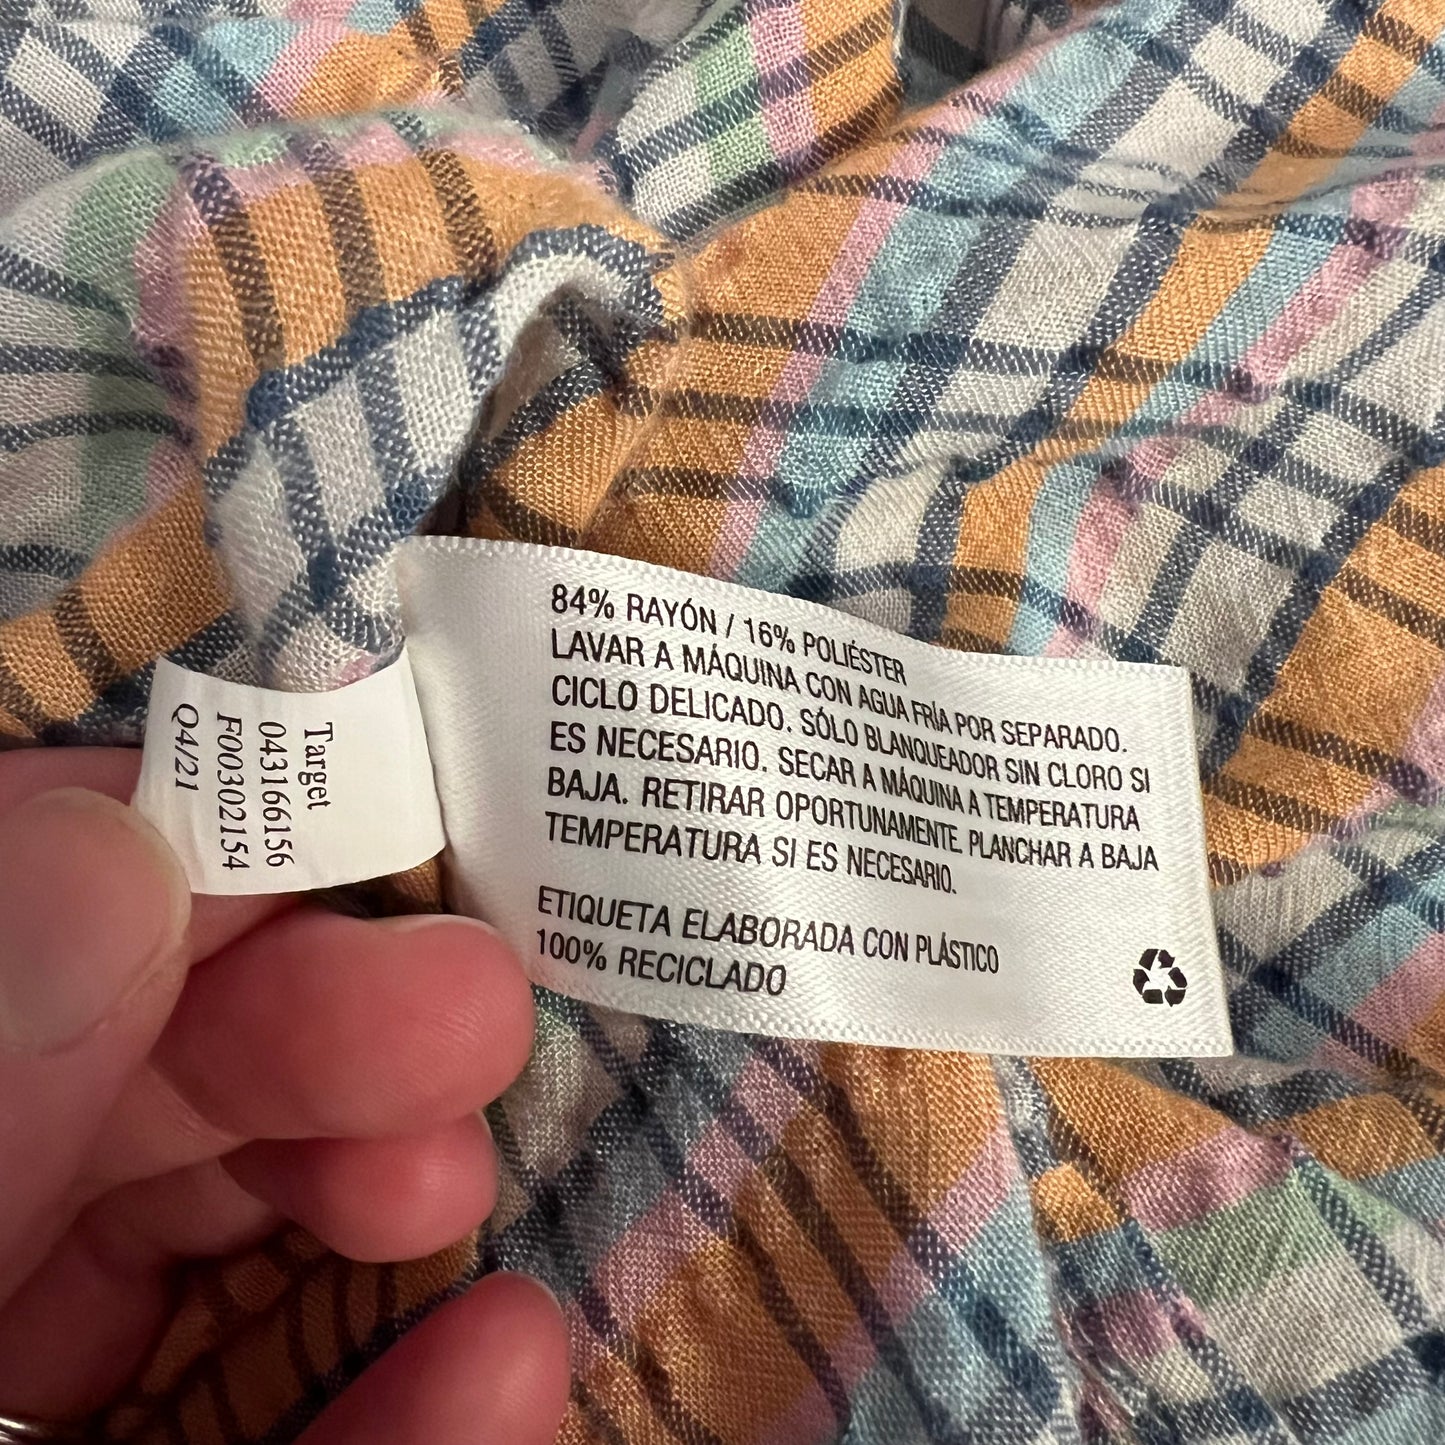 Target
043166156
F00302154
Q4/21
84% RAYÓN / 16% POLIÉSTER
LAVAR A MÁQUINA CON AGUA FRÍA POR SEPARADO.
CICLO DELICADO. SÓLO BLANQUEADOR SIN CLORO SI
ES NECESARIO. SECAR A MÁQUINA A TEMPERATURA
BAJA. RETIRAR OPORTUNAMENTE. PLANCHAR A BAJA
TEMPERATURA SI ES NECESARIO.
ETIQUETA ELABORADA CON PLÁSTICO
100% RECICLADO